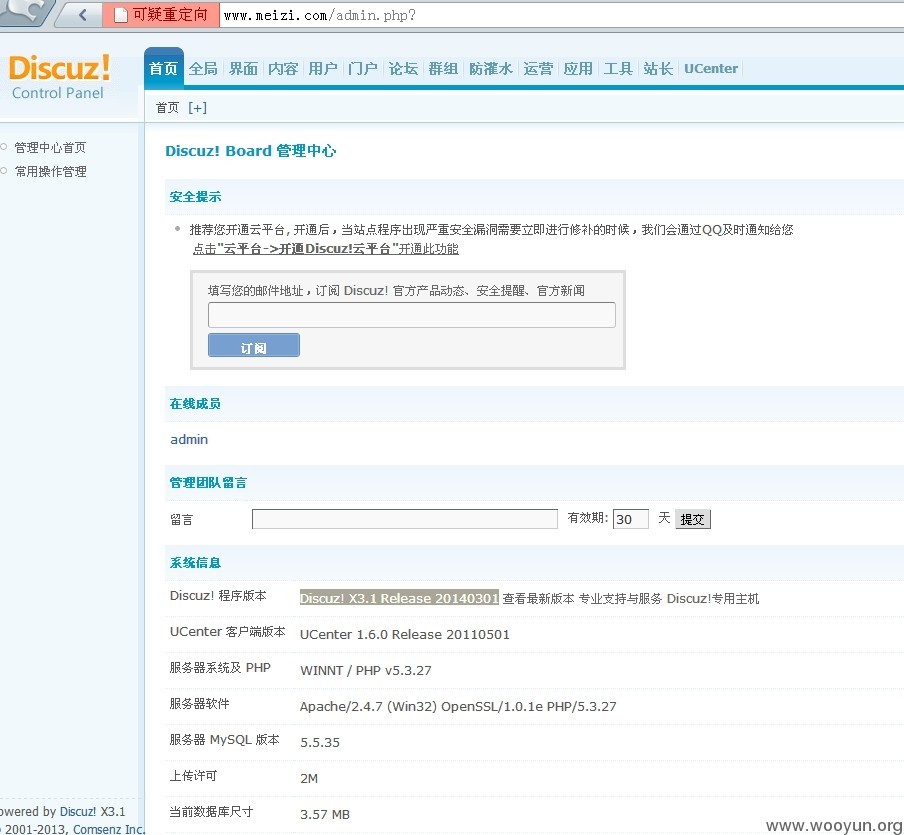 可疑重定向 www.meizi.com/admin.php?
Discuz!
Control Panel
首页 全局 界面 内容 用户 门户 论坛 群组 防灌水 运营 应用 工具 站长 UCenter
首页 [+]
管理中心首页
常用操作管理
Discuz! Board 管理中心
安全提示
推荐您开通云平台, 开通后，当站点程序出现严重安全漏洞需要立即进行修补的时候，我们会通过QQ及时通知给您
点击"云平台->开通Discuz!云平台"开通此功能
填写您的邮件地址，订阅 Discuz! 官方产品动态、安全提醒、官方新闻
订阅
在线成员
admin
管理团队留言
留言 有效期: 30 天 提交
系统信息
Discuz! 程序版本 Discuz! X3.1 Release 20140301 查看最新版本 专业支持与服务 Discuz!专用主机
UCenter 客户端版本 UCenter 1.6.0 Release 20110501
服务器系统及 PHP WINNT / PHP v5.3.27
服务器软件 Apache/2.4.7 (Win32) OpenSSL/1.0.1e PHP/5.3.27
服务器 MySQL 版本 5.5.35
上传许可 2M
当前数据库尺寸 3.57 MB
owered by Discuz! X3.1
2001-2013, Comsenz Inc.
www.wooyun.org